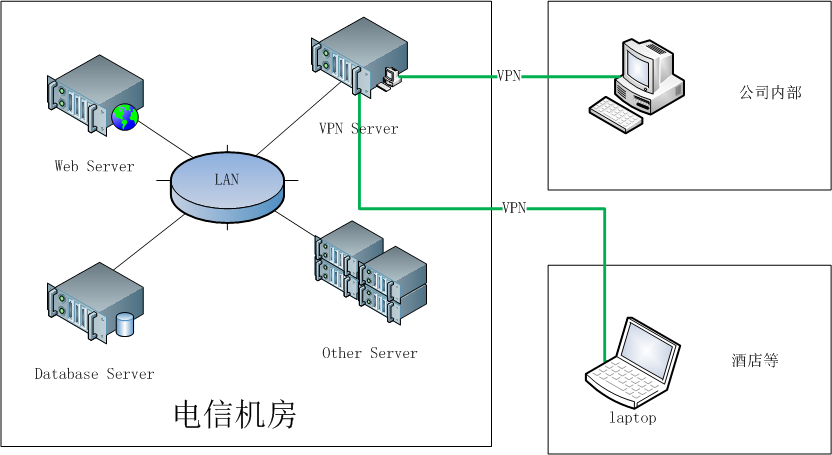 VPN
公司内部
VPN Server
Web Server
LAN
VPN
Other Server
酒店等
Database Server
电信机房
laptop